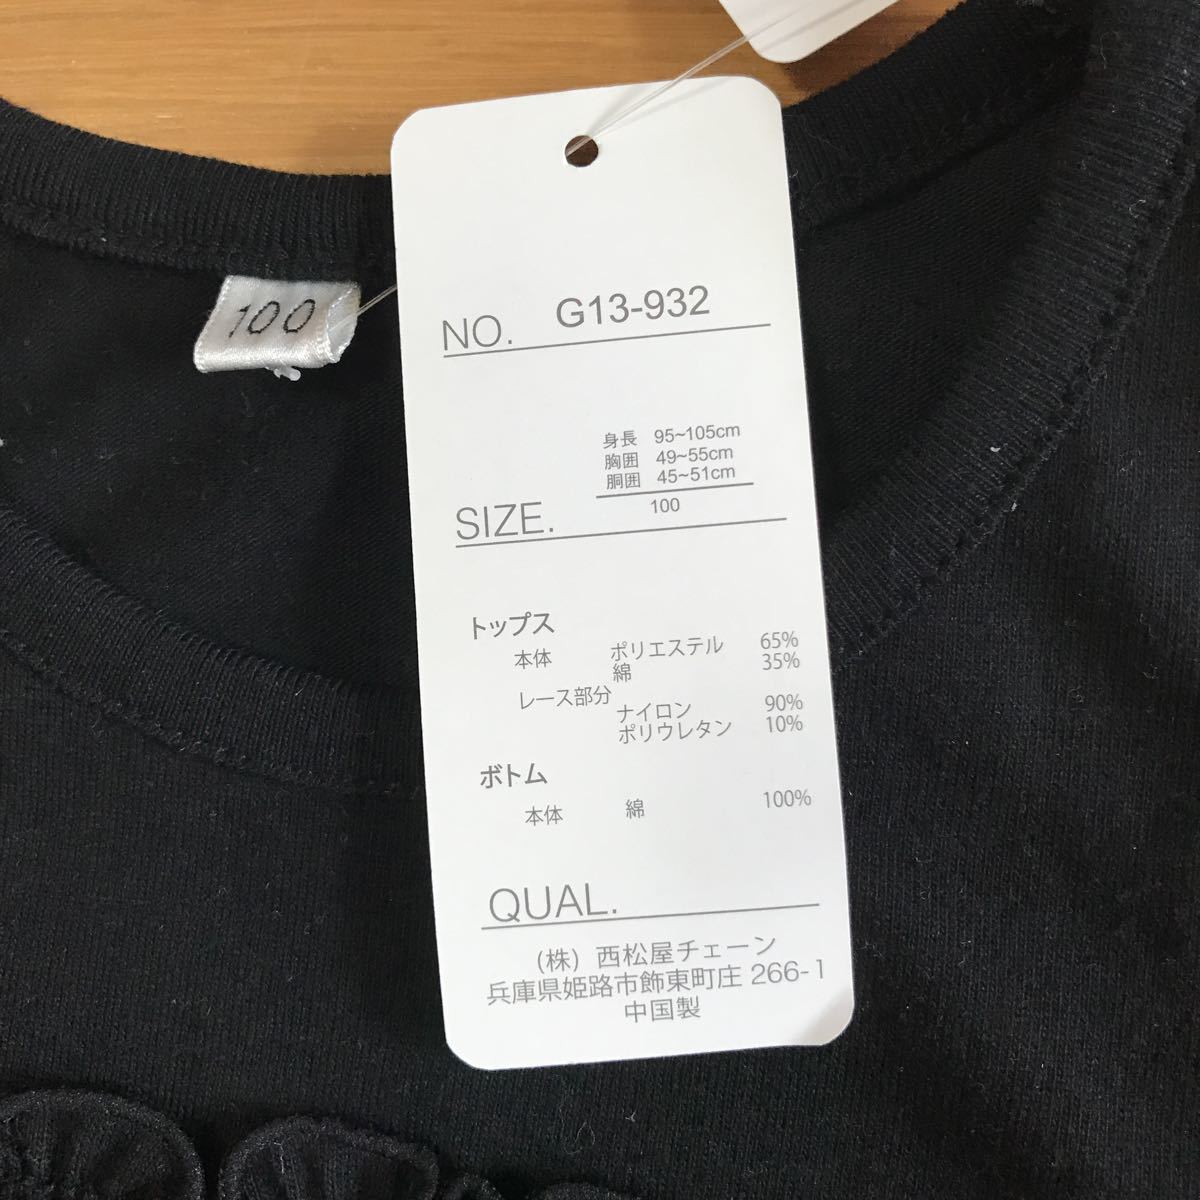 100
NO. G13-932
身長 95~105cm
胸囲 49~55cm
胴囲 45~51cm
100
SIZE.
トップス
本体 ポリエステル 65%
綿 35%
レース部分
ナイロン 90%
ポリウレタン 10%
ボトム
本体 綿 100%
QUAL.
(株) 西松屋チェーン
兵庫県姫路市飾東町庄 266-1
中国製